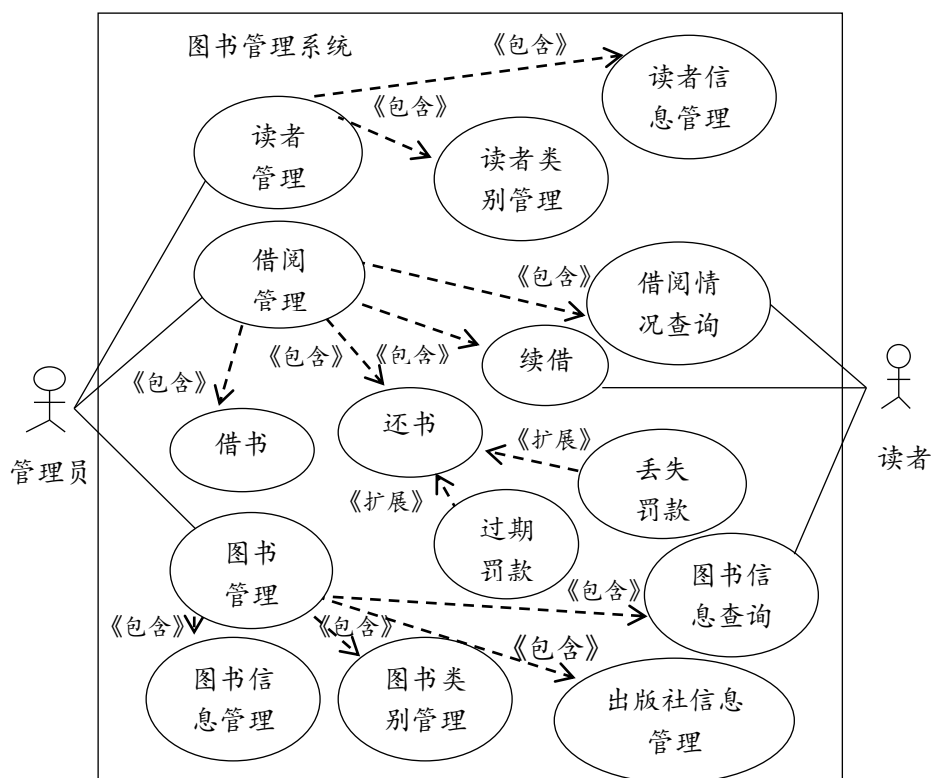 图书管理系统
《包含》
读者信
息管理
《包含》
读者
管理
读者类
别管理
借阅
管理
《包含》
借阅情
况查询
《包含》
《包含》
续借
《包含》
借书
还书
《扩展》
丢失
罚款
管理员
读者
《扩展》
过期
罚款
图书
管理
《包含》
图书信
息查询
《包含》
《包含》
《包含》
图书信
息管理
图书类
别管理
出版社信息
管理